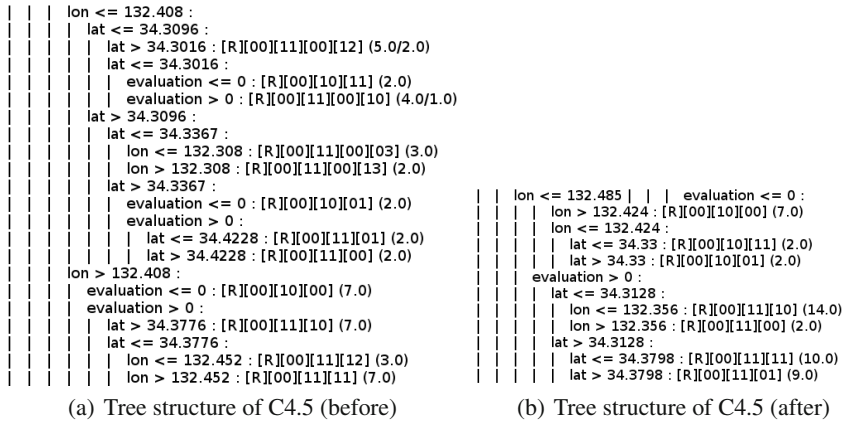 | | | lon <= 132.408 :
| | | | lat <= 34.3096 :
| | | | | lat > 34.3016 : [R][00][11][00][12] (5.0/2.0)
| | | | | lat <= 34.3016 :
| | | | | | evaluation <= 0 : [R][00][10][11] (2.0)
| | | | | | evaluation > 0 : [R][00][11][00][10] (4.0/1.0)
| | | | lat > 34.3096 :
| | | | | lat <= 34.3367 :
| | | | | | lon <= 132.308 : [R][00][11][00][03] (3.0)
| | | | | | lon > 132.308 : [R][00][11][00][13] (2.0)
| | | | | lat > 34.3367 :
| | | | | | evaluation <= 0 : [R][00][10][01] (2.0)
| | | | | | evaluation > 0 :
| | | | | | | lat <= 34.4228 : [R][00][11][01] (2.0)
| | | | | | | lat > 34.4228 : [R][00][11][00] (2.0)
| | | lon > 132.408 :
| | | | evaluation <= 0 : [R][00][10][00] (7.0)
| | | | evaluation > 0 :
| | | | | lat > 34.3776 : [R][00][11][10] (7.0)
| | | | | lat <= 34.3776 :
| | | | | | lon <= 132.452 : [R][00][11][12] (3.0)
| | | | | | lon > 132.452 : [R][00][11][11] (7.0)
(a) Tree structure of C4.5 (before)
| | lon <= 132.485 | | | evaluation <= 0 :
| | | | lon > 132.424 : [R][00][10][00] (7.0)
| | | | lon <= 132.424 :
| | | | | lat <= 34.33 : [R][00][10][11] (2.0)
| | | | | lat > 34.33 : [R][00][10][01] (2.0)
| | | evaluation > 0 :
| | | | lat <= 34.3128 :
| | | | | lon <= 132.356 : [R][00][11][10] (14.0)
| | | | | lon > 132.356 : [R][00][11][00] (2.0)
| | | | lat > 34.3128 :
| | | | | lat <= 34.3798 : [R][00][11][11] (10.0)
| | | | | lat > 34.3798 : [R][00][11][01] (9.0)
(b) Tree structure of C4.5 (after)